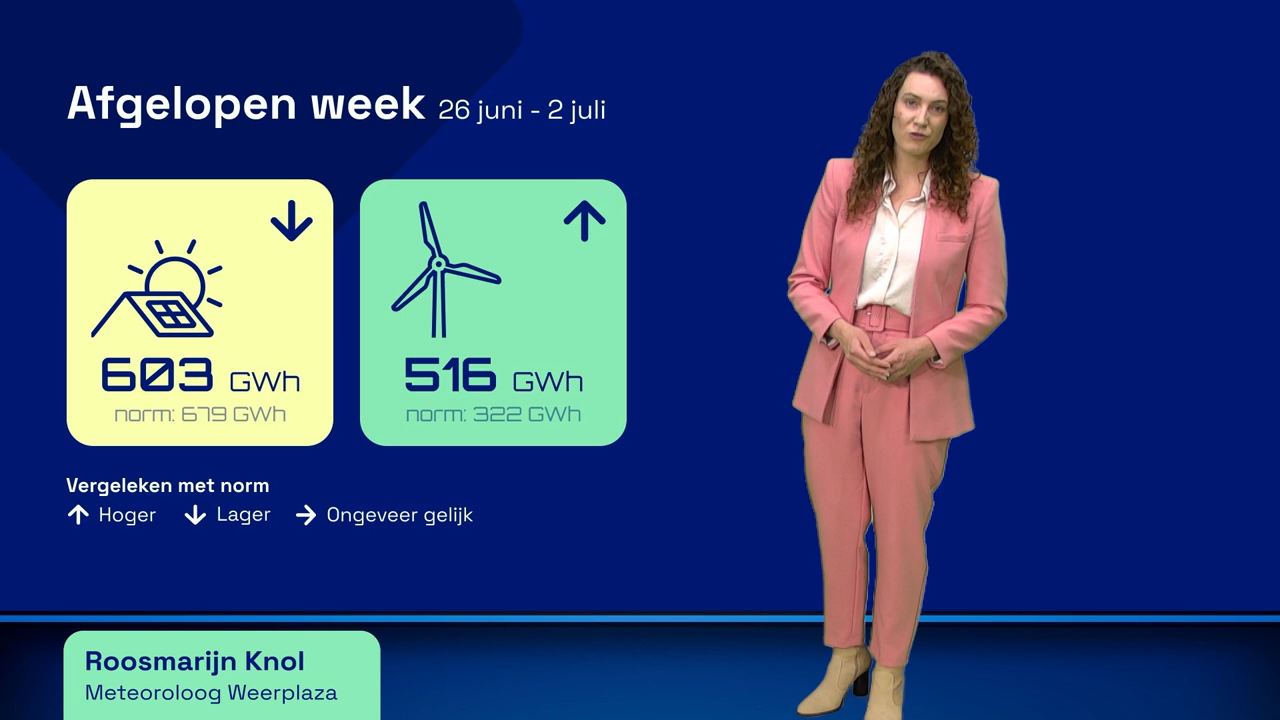 Afgelopen week 26 juni - 2 juli
603 GWh
norm: 679 GWh
516 GWh
norm: 322 GWh
Vergeleken met norm
Hoger Lager Ongeveer gelijk
Roosmarijn Knol
Meteoroloog Weerplaza